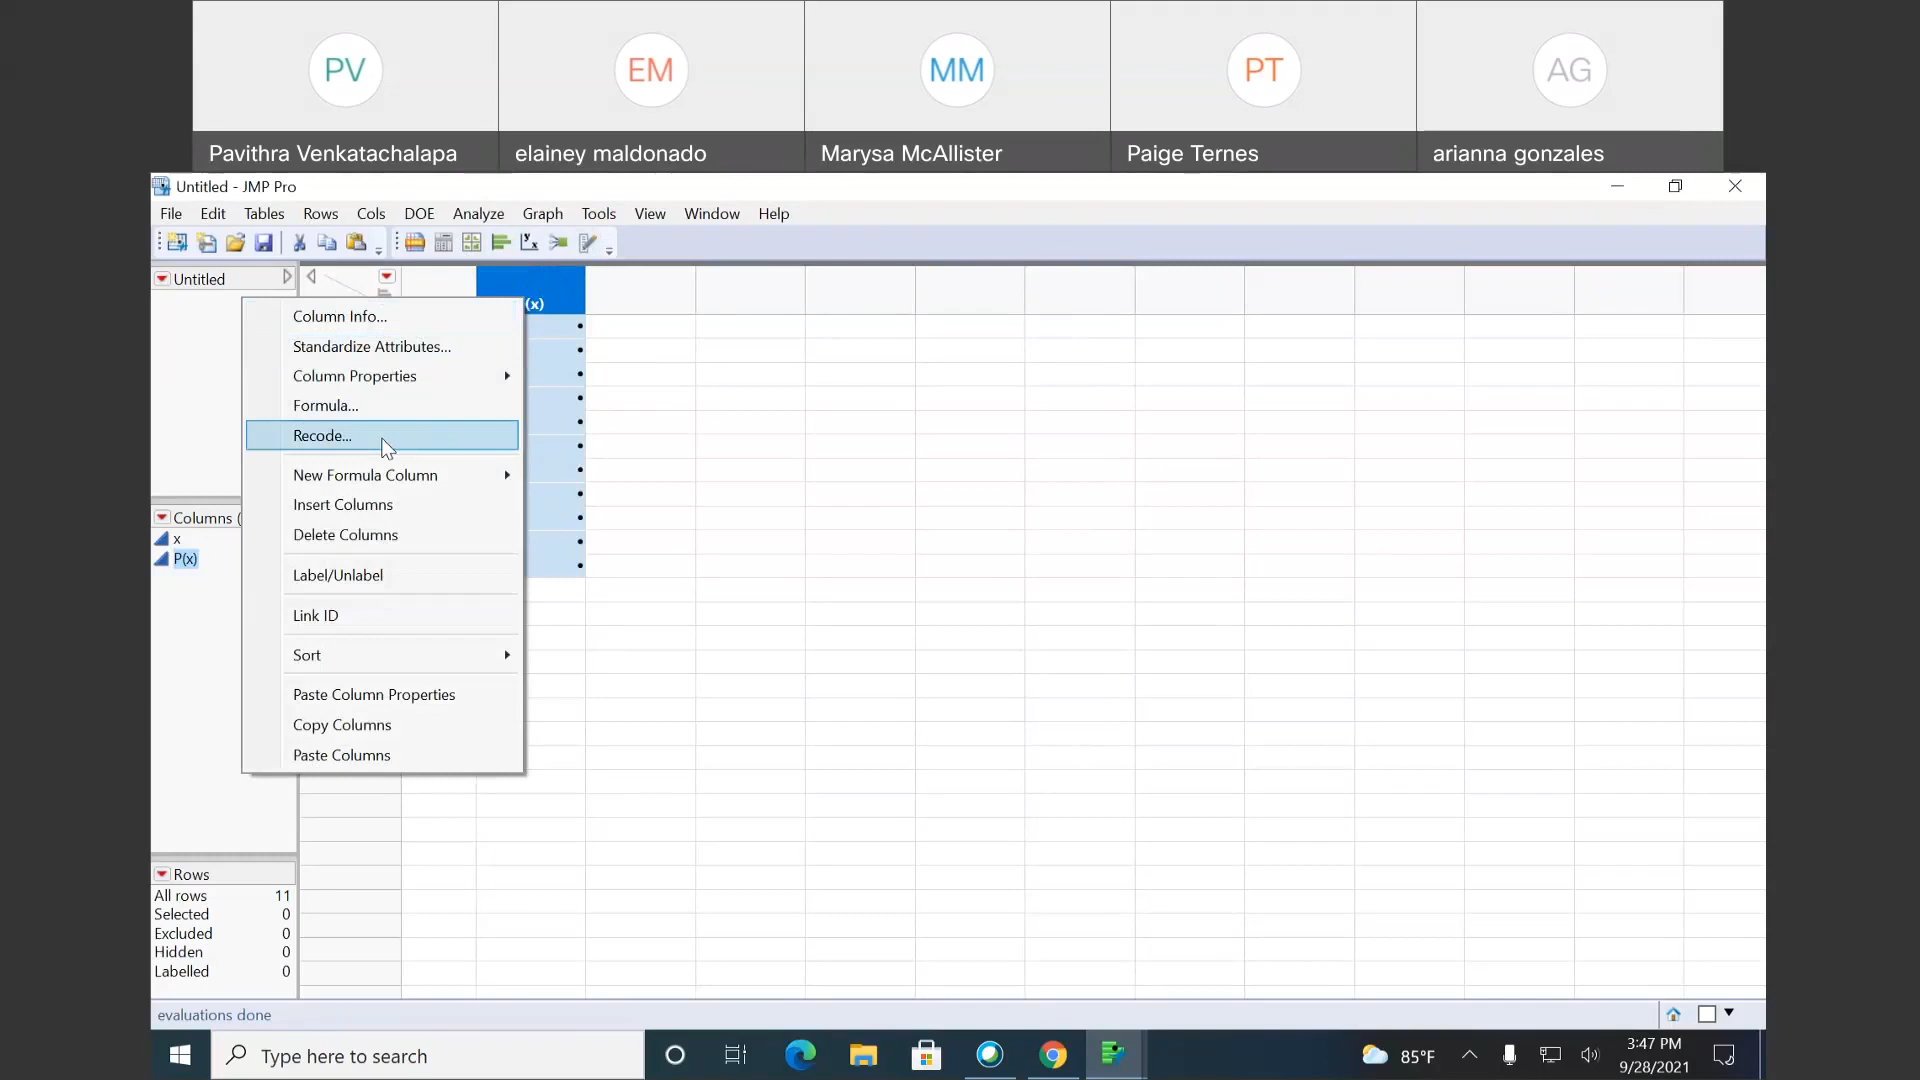 PV
EM
MM
PT
AG
Pavithra Venkatachalapa
elainey maldonado
Marysa McAllister
Paige Ternes
arianna gonzales
Untitled - JMP Pro
File Edit Tables Rows Cols DOE Analyze Graph Tools View Window Help
Untitled
(x)
Column Info...
Standardize Attributes...
Column Properties
Formula...
Recode...
New Formula Column
Insert Columns
Delete Columns
Label/Unlabel
Link ID
Sort
Paste Column Properties
Copy Columns
Paste Columns
Columns (
x
P(x)
Rows
All rows 11
Selected 0
Excluded 0
Hidden 0
Labelled 0
evaluations done
Type here to search
85°F
3:47 PM
9/28/2021